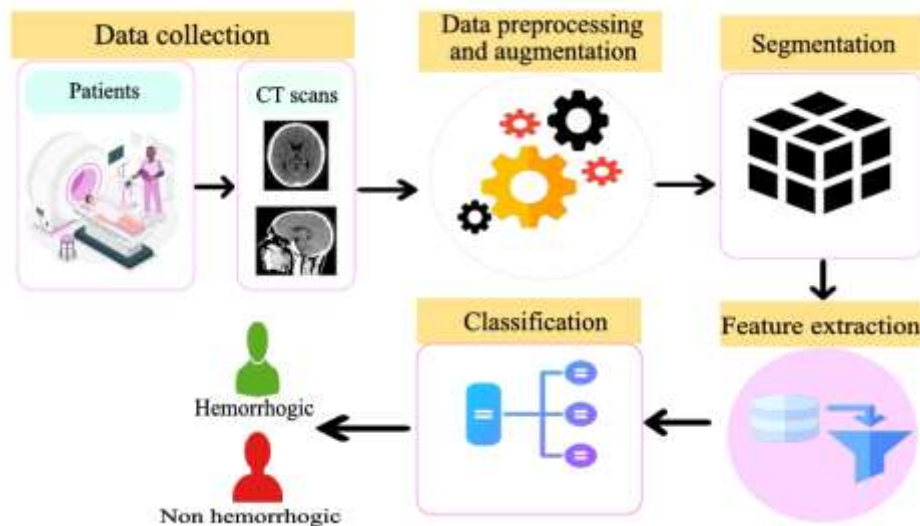 Data collection
Patients
CT scans
Data preprocessing
and augmentation
Segmentation
Feature extraction
Classification
Hemorrhogic
Non hemorrhogic